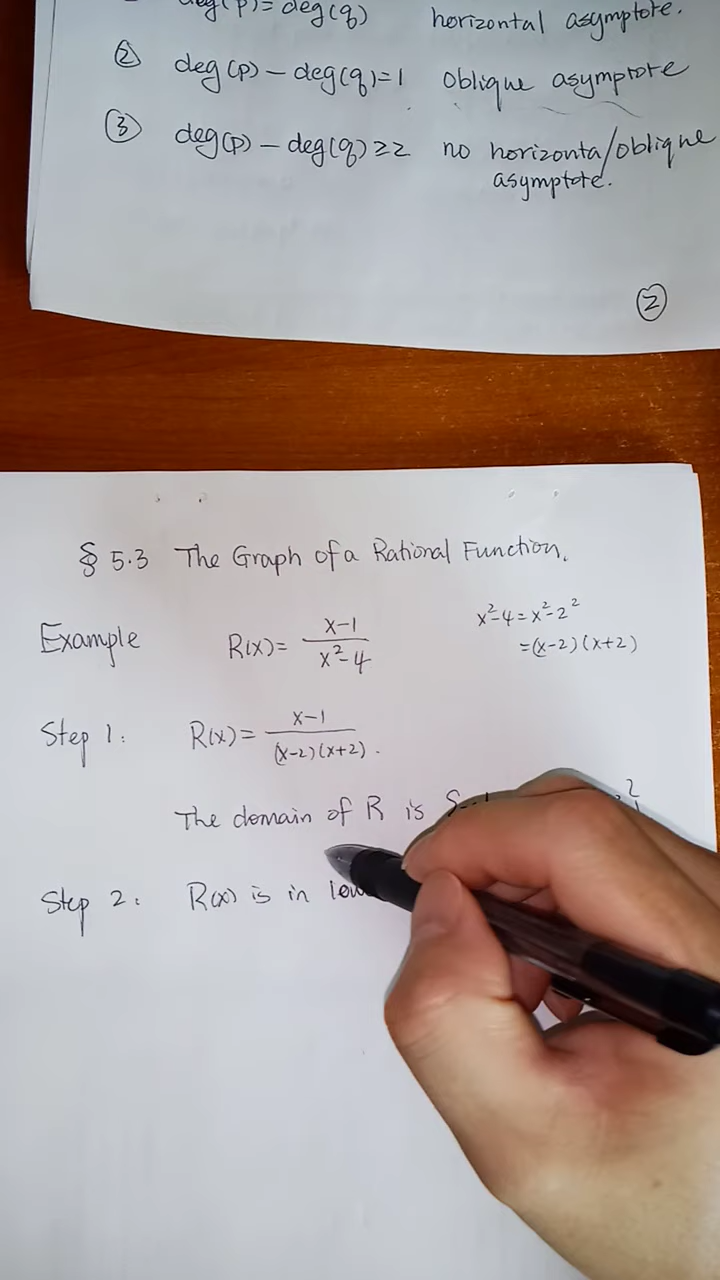 deg(p)=deg(q) horizontal asymptote.
② deg(p) - deg(q)=1 oblique asymptote
③ deg(p) - deg(q) ≥2 no horizonta/oblique
asymptote.
②
§ 5.3 The Graph of a Rational Function.
Example R(x)= x-1 / x²-4 x²-4=x²-2²
=(x-2)(x+2)
Step 1: R(x)= x-1 / (x-2)(x+2).
The domain of R is
Step 2: R(x) is in